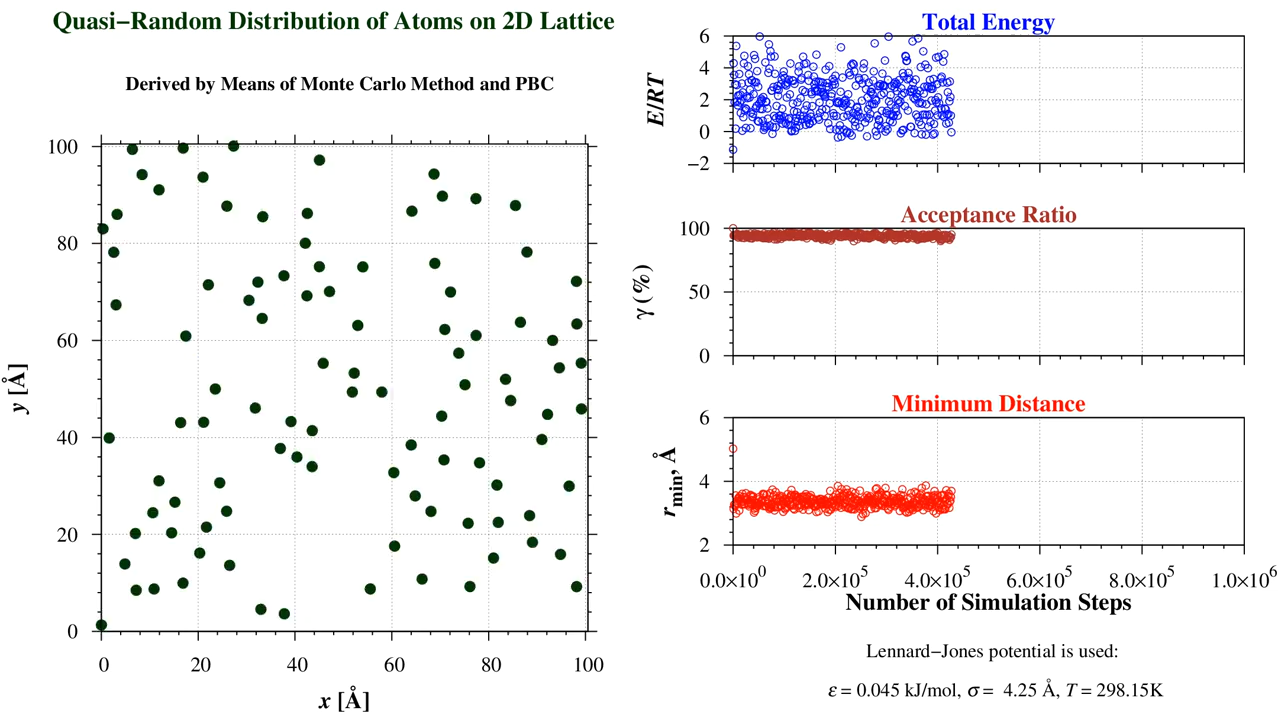 Quasi−Random Distribution of Atoms on 2D Lattice
Derived by Means of Monte Carlo Method and PBC
100
80
60
40
20
0
y [Å]
0 20 40 60 80 100
x [Å]
Total Energy
6
4
2
0
−2
E/RT
Acceptance Ratio
100
50
0
γ (%)
Minimum Distance
6
4
2
rmin, Å
0.0×10⁰ 2.0×10⁵ 4.0×10⁵ 6.0×10⁵ 8.0×10⁵ 1.0×10⁶
Number of Simulation Steps
Lennard−Jones potential is used:
ε = 0.045 kJ/mol, σ = 4.25 Å, T = 298.15K